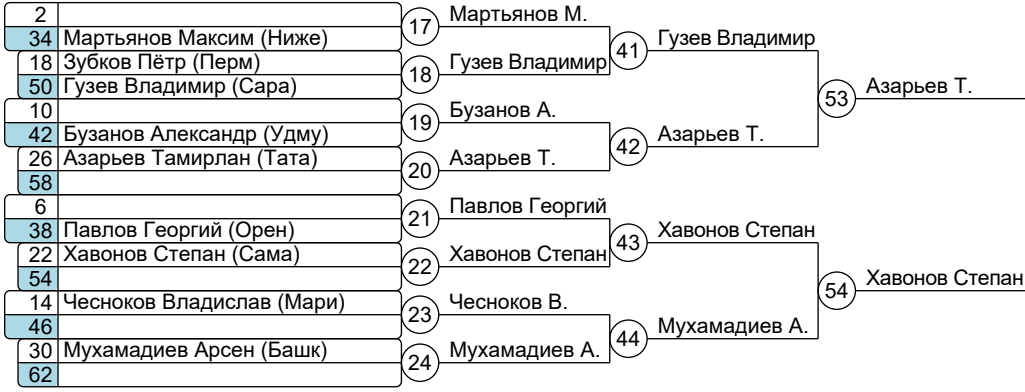 2
34 Мартьянов Максим (Ниже)
18 Зубков Пётр (Перм)
50 Гузев Владимир (Сара)
10
42 Бузанов Александр (Удму)
26 Азарьев Тамирлан (Тата)
58
6
38 Павлов Георгий (Орен)
22 Хавонов Степан (Сама)
54
14 Чесноков Владислав (Мари)
46
30 Мухамадиев Арсен (Башк)
62
17 Мартьянов М.
18 Гузев Владимир
19 Бузанов А.
20 Азарьев Т.
21 Павлов Георгий
22 Хавонов Степан
23 Чесноков В.
24 Мухамадиев А.
41 Гузев Владимир
42 Азарьев Т.
43 Хавонов Степан
44 Мухамадиев А.
53 Азарьев Т.
54 Хавонов Степан